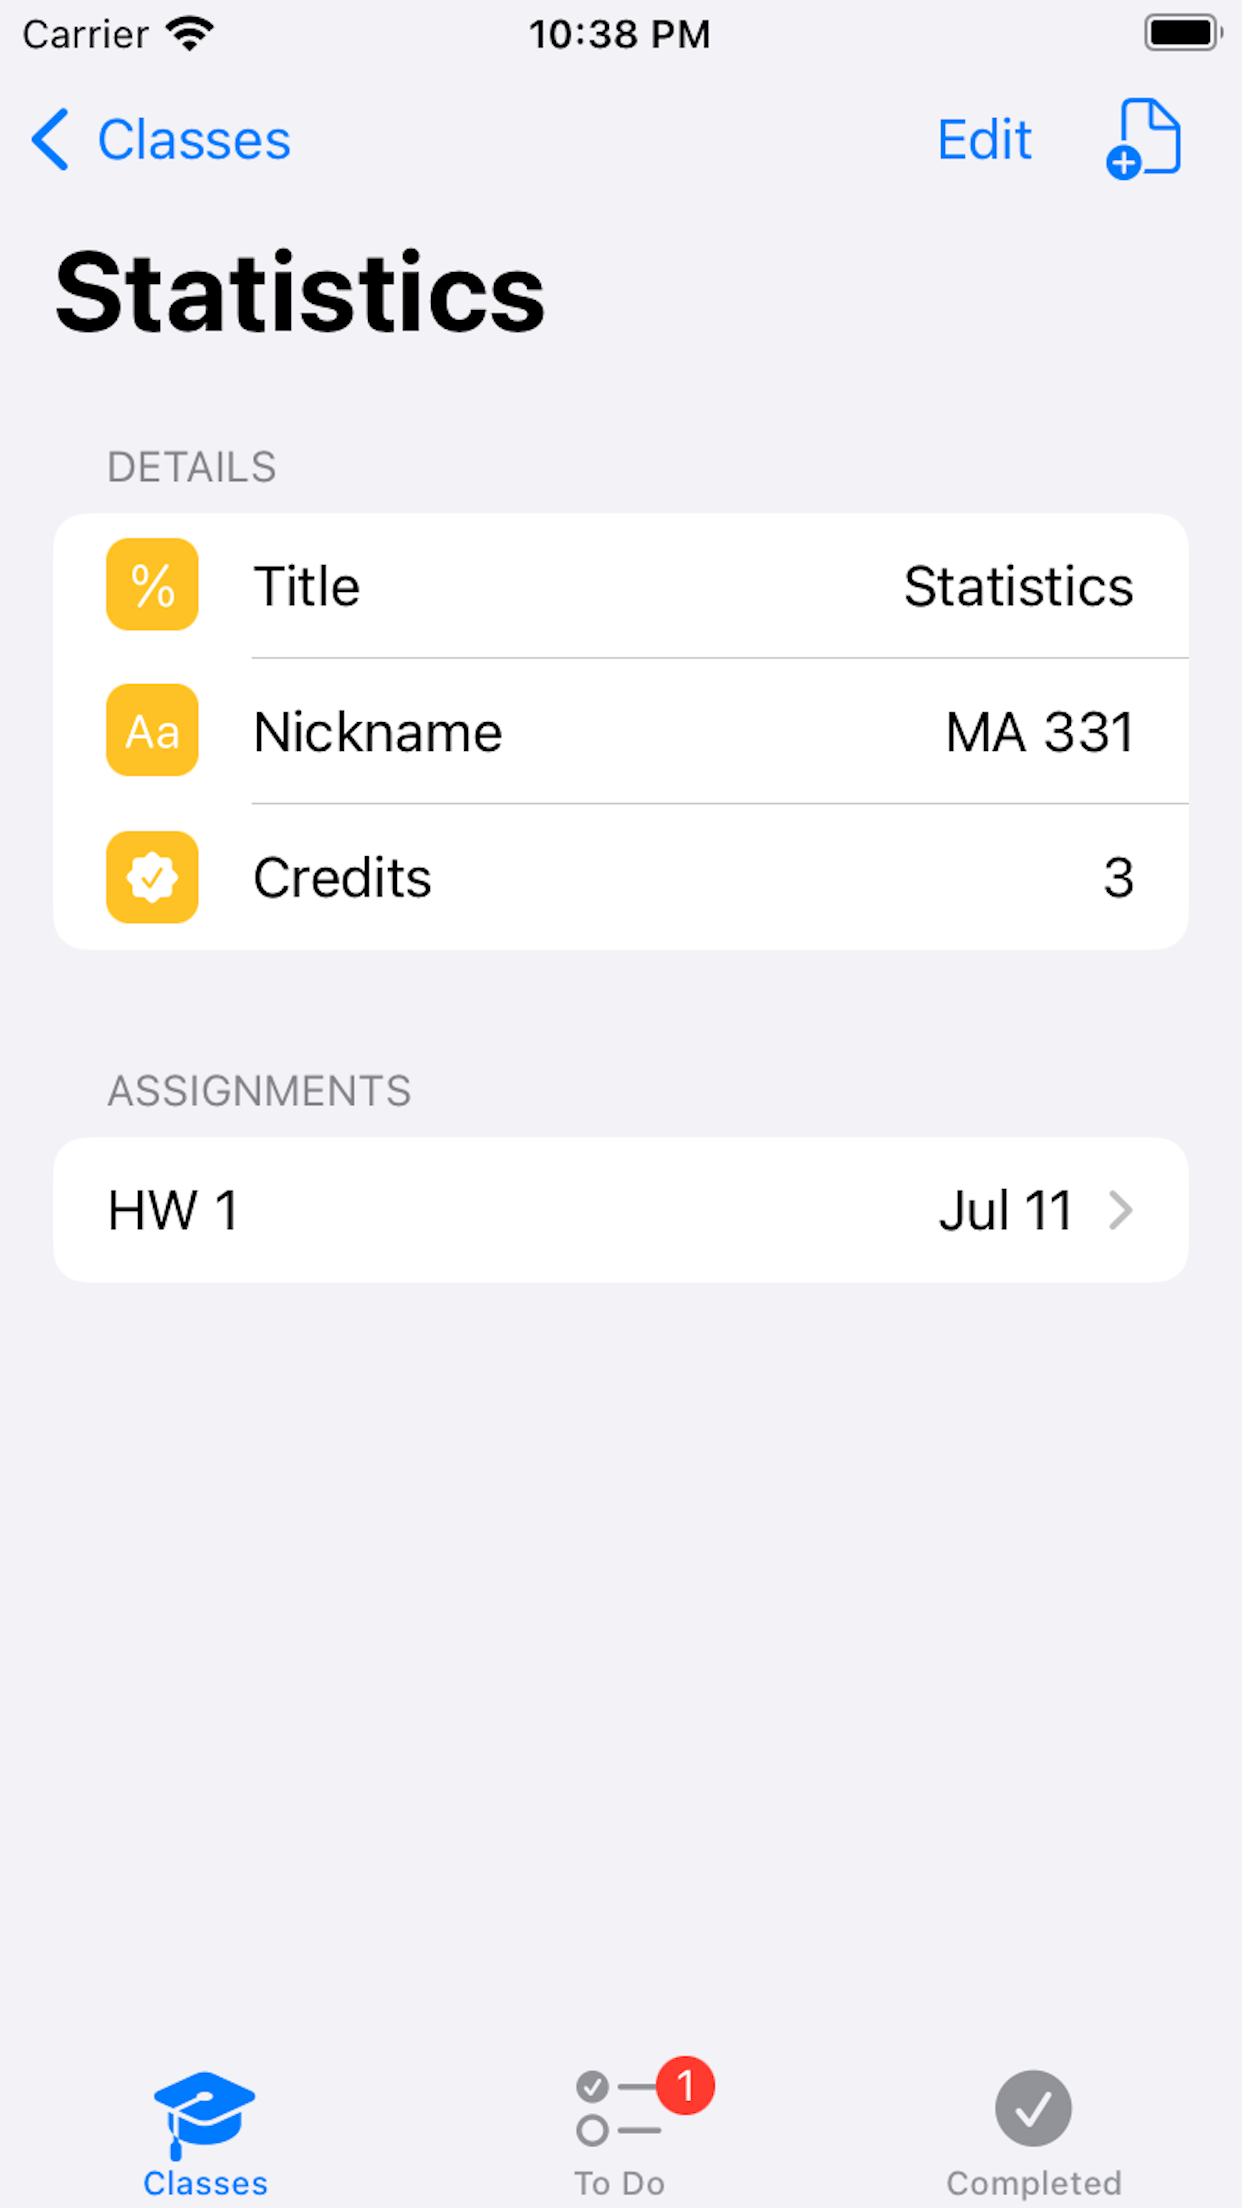 Carrier 10:38 PM
Classes Edit
Statistics
DETAILS
% Title Statistics
Aa Nickname MA 331
Credits 3
ASSIGNMENTS
HW 1 Jul 11
1
Classes To Do Completed